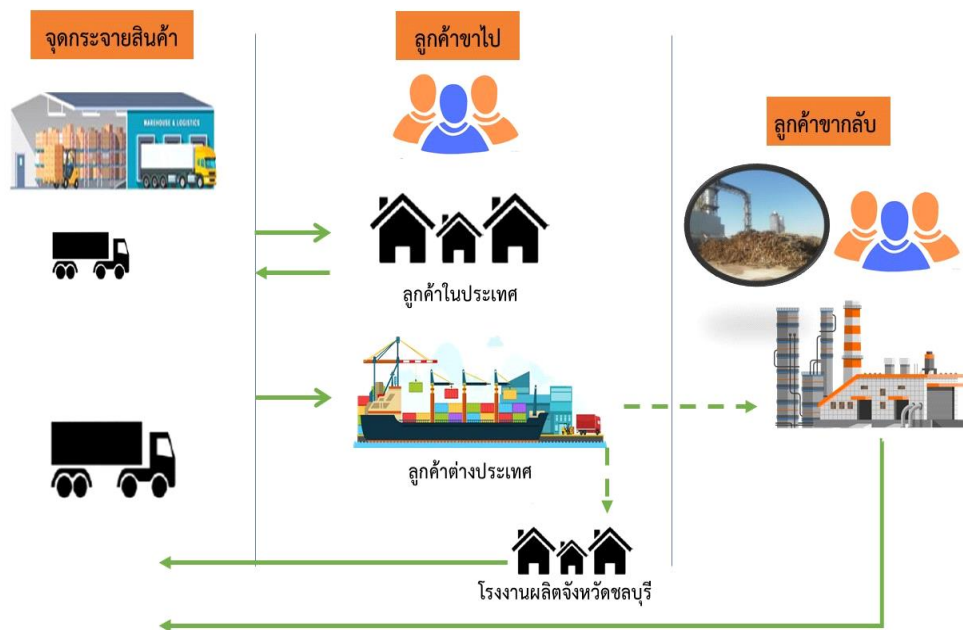 จุดกระจายสินค้า
ลูกค้าขาไป
ลูกค้าขากลับ
WAREHOUSE & LOGISTICS
ลูกค้าในประเทศ
ลูกค้าต่างประเทศ
โรงงานผลิตจังหวัดชลบุรี